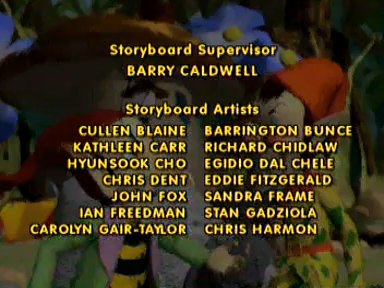 Storyboard Supervisor
BARRY CALDWELL
Storyboard Artists
CULLEN BLAINE BARRINGTON BUNCE
KATHLEEN CARR RICHARD CHIDLAW
HYUNSOOK CHO EGIDIO DAL CHELE
CHRIS DENT EDDIE FITZGERALD
JOHN FOX SANDRA FRAME
IAN FREEDMAN STAN GADZIOLA
CAROLYN GAIR-TAYLOR CHRIS HARMON